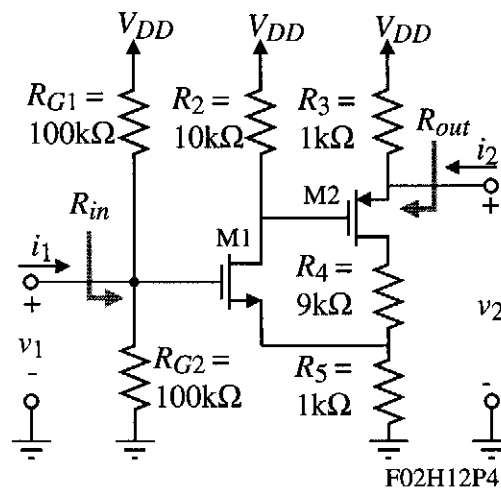 V_DD V_DD V_DD
R_G1 = 100kΩ
R_2 = 10kΩ
R_3 = 1kΩ
R_out
i_2
+
R_in
M2
M1
i_1
+
R_4 = 9kΩ
v_1
v_2
R_G2 = 100kΩ
R_5 = 1kΩ
-
-
F02H12P4